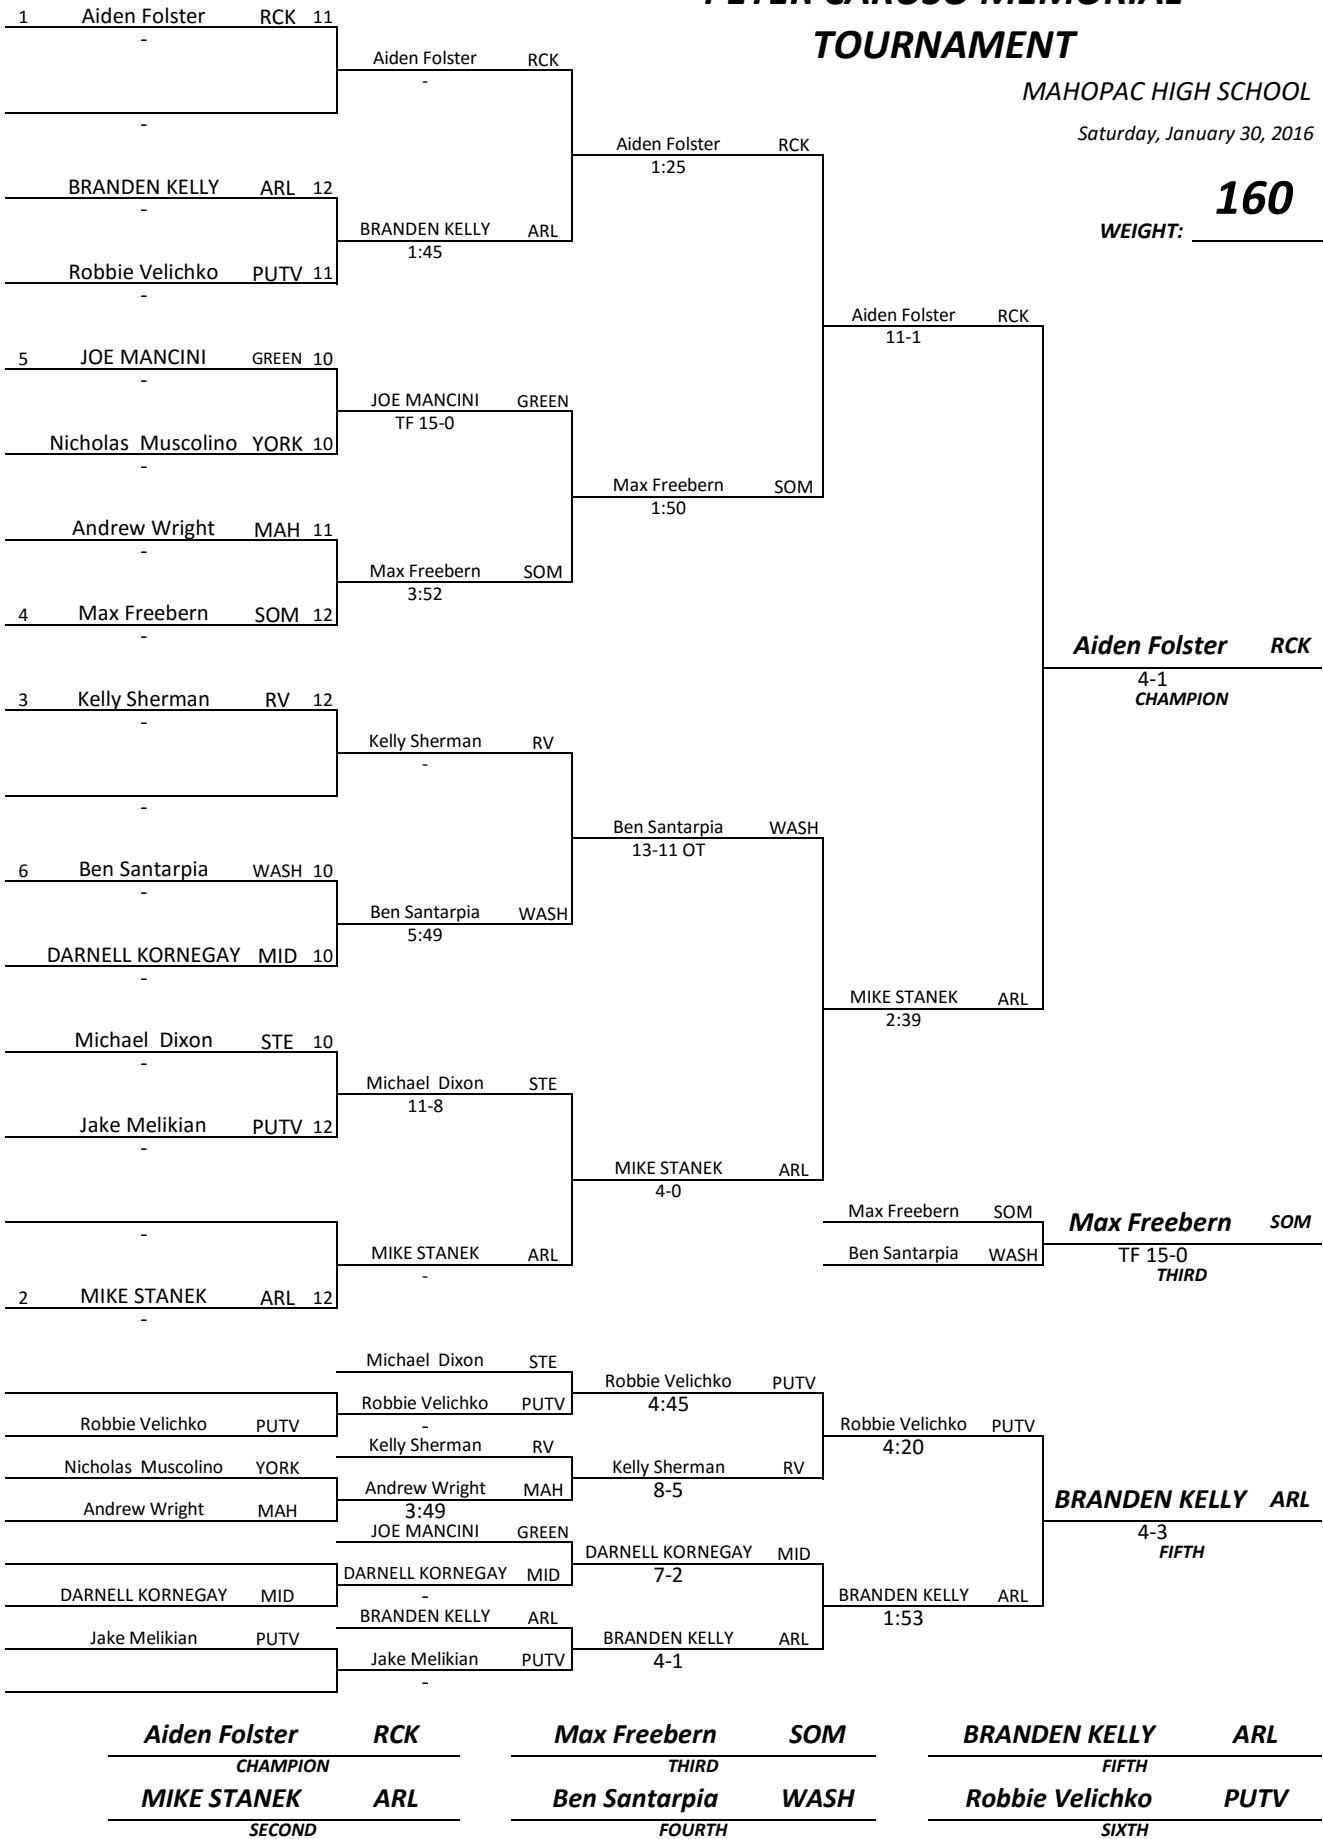 PETER CARUSO MEMORIAL
TOURNAMENT
MAHOPAC HIGH SCHOOL
Saturday, January 30, 2016
160
WEIGHT:
1 Aiden Folster RCK 11
-
Aiden Folster RCK
-
-
Aiden Folster RCK
1:25
BRANDEN KELLY ARL 12
-
BRANDEN KELLY ARL
1:45
Robbie Velichko PUTV 11
-
Aiden Folster RCK
11-1
5 JOE MANCINI GREEN 10
-
JOE MANCINI GREEN
TF 15-0
Nicholas Muscolino YORK 10
-
Max Freebern SOM
1:50
Andrew Wright MAH 11
-
Max Freebern SOM
3:52
4 Max Freebern SOM 12
-
Aiden Folster RCK
4-1
CHAMPION
3 Kelly Sherman RV 12
-
Kelly Sherman RV
-
-
Ben Santarpia WASH
13-11 OT
6 Ben Santarpia WASH 10
-
Ben Santarpia WASH
5:49
DARNELL KORNEGAY MID 10
-
MIKE STANEK ARL
2:39
Michael Dixon STE 10
-
Michael Dixon STE
11-8
Jake Melikian PUTV 12
-
MIKE STANEK ARL
4-0
-
MIKE STANEK ARL
-
2 MIKE STANEK ARL 12
-
Max Freebern SOM
Ben Santarpia WASH
Max Freebern SOM
TF 15-0
THIRD
Michael Dixon STE
Robbie Velichko PUTV
4:45
Robbie Velichko PUTV
-
Robbie Velichko PUTV
Robbie Velichko PUTV
4:20
Kelly Sherman RV
Nicholas Muscolino YORK
Kelly Sherman RV
8-5
Andrew Wright MAH
3:49
Andrew Wright MAH
BRANDEN KELLY ARL
4-3
FIFTH
JOE MANCINI GREEN
DARNELL KORNEGAY MID
7-2
DARNELL KORNEGAY MID
-
DARNELL KORNEGAY MID
BRANDEN KELLY ARL
1:53
BRANDEN KELLY ARL
Jake Melikian PUTV
BRANDEN KELLY ARL
4-1
Jake Melikian PUTV
-
Aiden Folster RCK Max Freebern SOM BRANDEN KELLY ARL
CHAMPION THIRD FIFTH
MIKE STANEK ARL Ben Santarpia WASH Robbie Velichko PUTV
SECOND FOURTH SIXTH